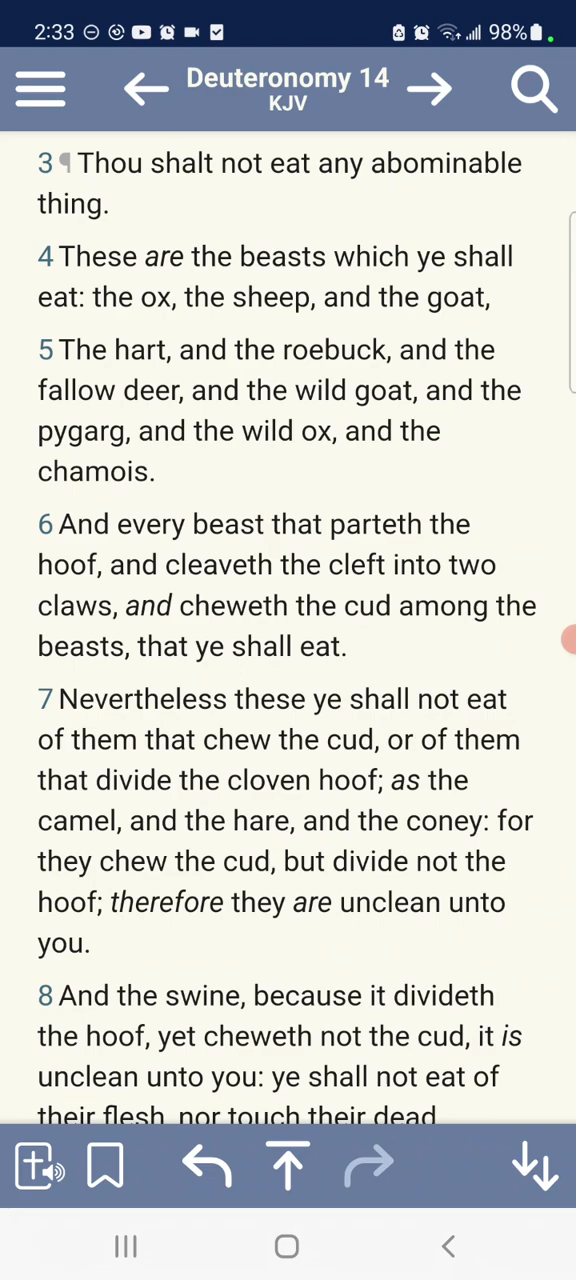 2:33 98%
Deuteronomy 14
KJV
3 ¶ Thou shalt not eat any abominable
thing.
4 These are the beasts which ye shall
eat: the ox, the sheep, and the goat,
5 The hart, and the roebuck, and the
fallow deer, and the wild goat, and the
pygarg, and the wild ox, and the
chamois.
6 And every beast that parteth the
hoof, and cleaveth the cleft into two
claws, and cheweth the cud among the
beasts, that ye shall eat.
7 Nevertheless these ye shall not eat
of them that chew the cud, or of them
that divide the cloven hoof; as the
camel, and the hare, and the coney: for
they chew the cud, but divide not the
hoof; therefore they are unclean unto
you.
8 And the swine, because it divideth
the hoof, yet cheweth not the cud, it is
unclean unto you: ye shall not eat of
their flesh, nor touch their dead